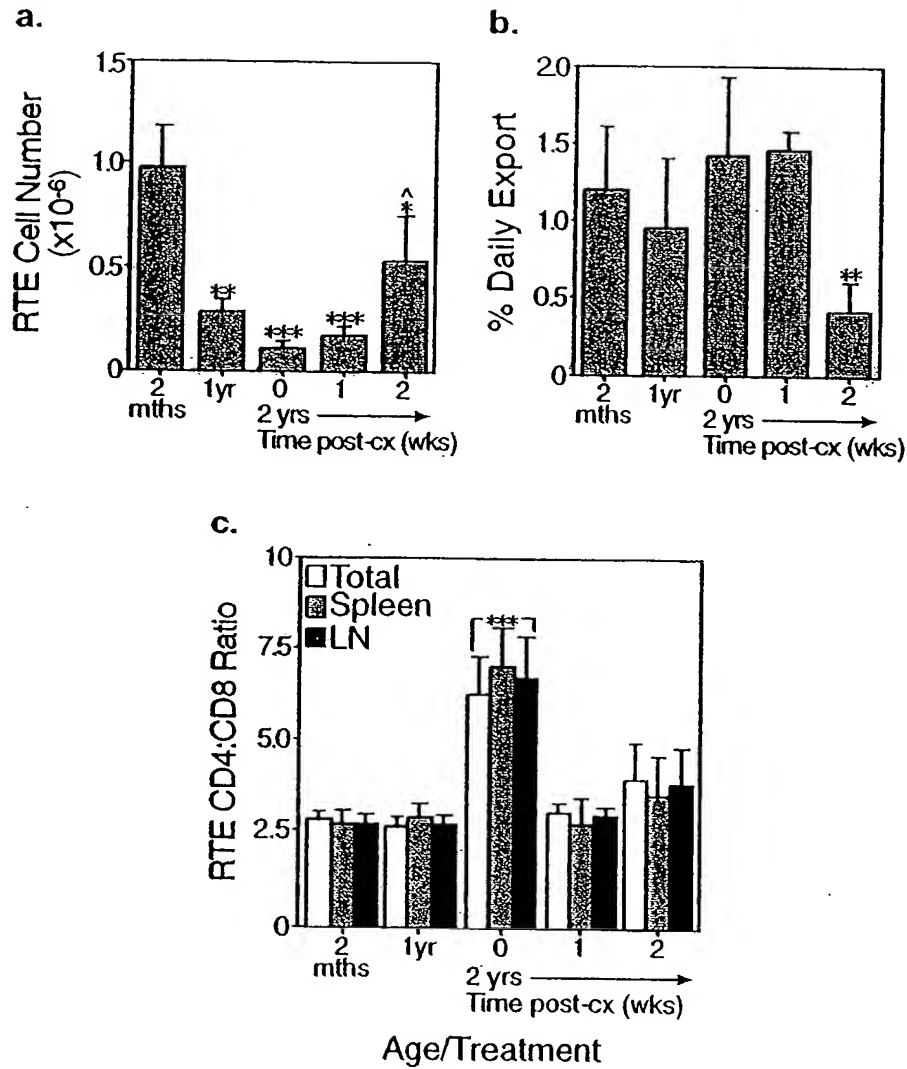 a.
RTE Cell Number
(x10-6)
1.5
1.0
0.5
0
**
***
***
^
*
2
mths
1yr
0
1
2
2 yrs
Time post-cx (wks)
b.
% Daily Export
2.0
1.5
1.0
0.5
0
**
2
mths
1yr
0
1
2
2 yrs
Time post-cx (wks)
c.
RTE CD4:CD8 Ratio
10
7.5
5.0
2.5
0
Total
Spleen
LN
***
2
mths
1yr
0
1
2
2 yrs
Time post-cx (wks)
Age/Treatment